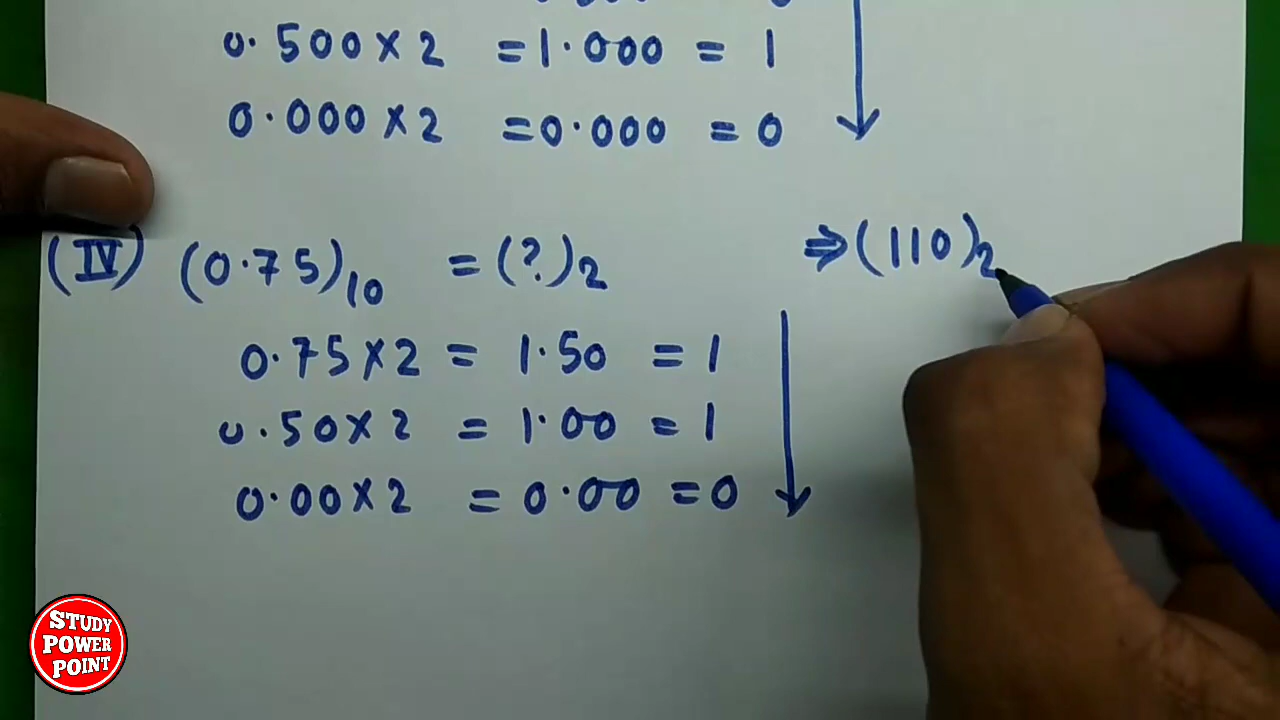 0.500×2 =1.000 = 1
0.000×2 =0.000 = 0
(IV) (0.75)₁₀ = (?)₂ ⇒(110)₂
0.75×2 = 1.50 = 1
0.50×2 = 1.00 = 1
0.00×2 = 0.00 =0
STUDY
POWER
POINT